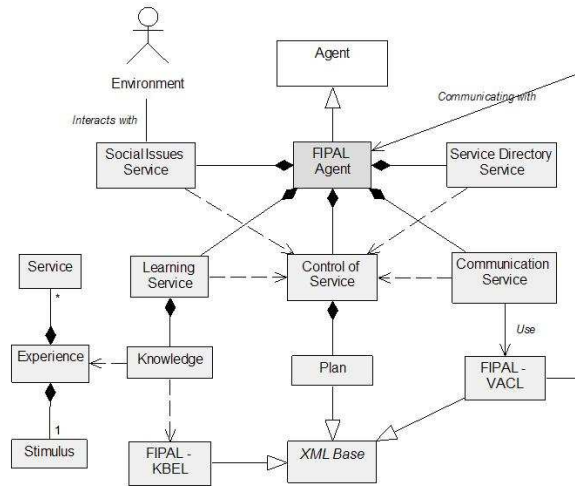 Agent
Environment
Communicating with
Interacts with
Social Issues
Service
FIPAL
Agent
Service Directory
Service
Service
Learning
Service
Control of
Service
Communication
Service
*
Use
Experience
Knowledge
Plan
FIPAL -
VACL
1
Stimulus
FIPAL -
KBEL
XML Base